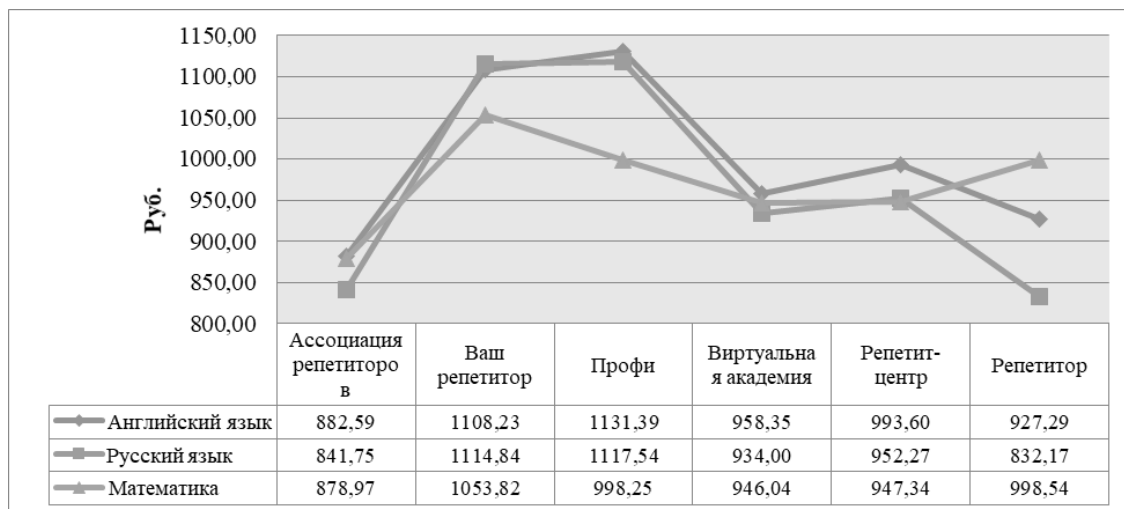 1150,00
1100,00
1050,00
1000,00
950,00
900,00
850,00
800,00
Руб.
Ассоциация
репетиторо
в
Ваш
репетитор
Профи
Виртуальна
я академия
Репетит-
центр
Репетитор
Английский язык 882,59 1108,23 1131,39 958,35 993,60 927,29
Русский язык 841,75 1114,84 1117,54 934,00 952,27 832,17
Математика 878,97 1053,82 998,25 946,04 947,34 998,54